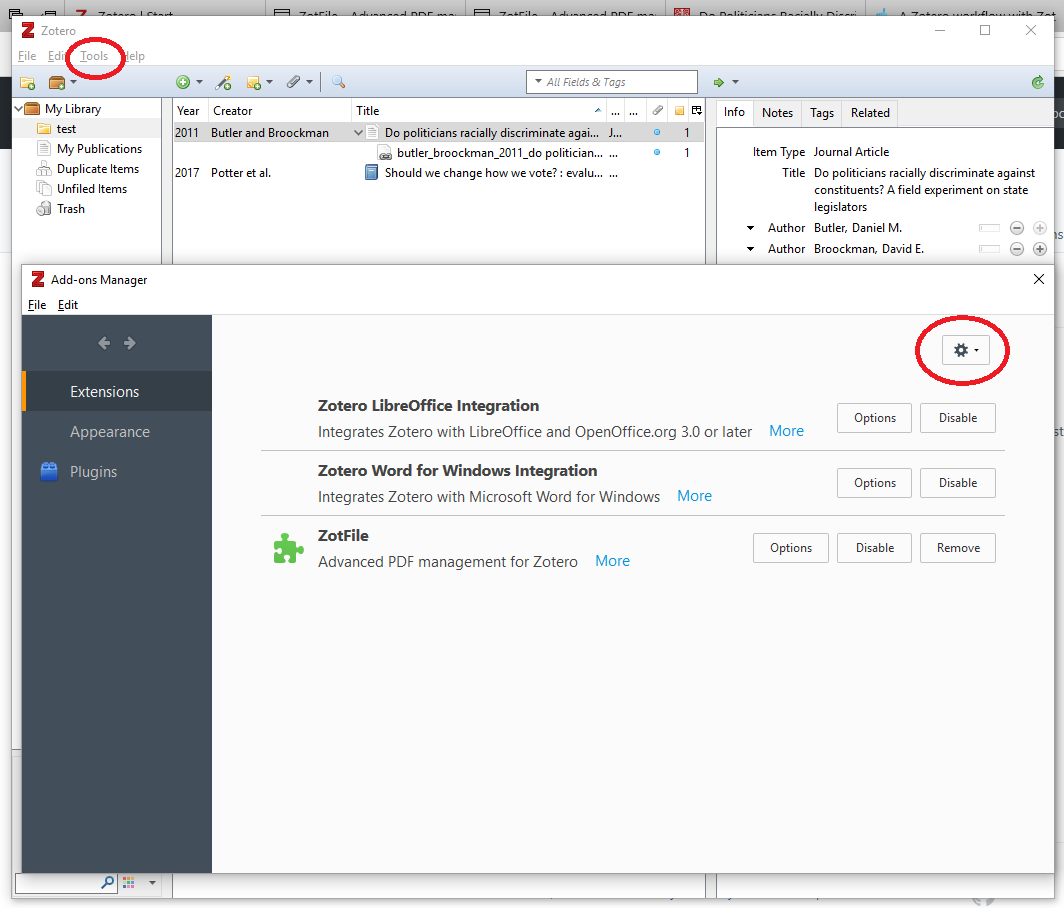 Zotero | Start
ZotFile - Advanced PDF ma
ZotFile - Advanced PDF ma
Do Politicians Racially Discri
A Zotero workflow with Zot
Zotero
File Edit Tools Help
All Fields & Tags
My Library
test
My Publications
Duplicate Items
Unfiled Items
Trash
Year Creator Title ... ...
2011 Butler and Broockman Do politicians racially discriminate agai... J... 1
butler_broockman_2011_do politician... ... 1
2017 Potter et al. Should we change how we vote? : evalu... ...
Info Notes Tags Related
Item Type Journal Article
Title Do politicians racially discriminate against
constituents? A field experiment on state
legislators
Author Butler, Daniel M.
Author Broockman, David E.
Add-ons Manager
File Edit
Extensions
Appearance
Plugins
Zotero LibreOffice Integration
Integrates Zotero with LibreOffice and OpenOffice.org 3.0 or later More
Options Disable
Zotero Word for Windows Integration
Integrates Zotero with Microsoft Word for Windows More
Options Disable
ZotFile
Advanced PDF management for Zotero More
Options Disable Remove